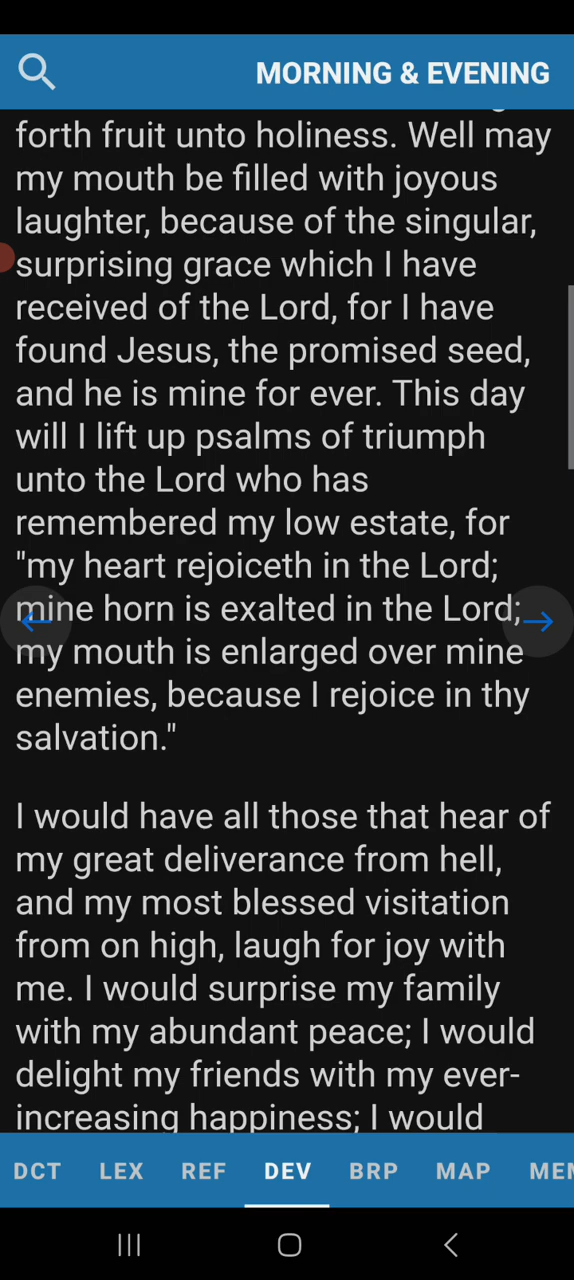 MORNING & EVENING
forth fruit unto holiness. Well may
my mouth be filled with joyous
laughter, because of the singular,
surprising grace which I have
received of the Lord, for I have
found Jesus, the promised seed,
and he is mine for ever. This day
will I lift up psalms of triumph
unto the Lord who has
remembered my low estate, for
"my heart rejoiceth in the Lord;
mine horn is exalted in the Lord;
my mouth is enlarged over mine
enemies, because I rejoice in thy
salvation."
I would have all those that hear of
my great deliverance from hell,
and my most blessed visitation
from on high, laugh for joy with
me. I would surprise my family
with my abundant peace; I would
delight my friends with my ever-
increasing happiness; I would
DCT LEX REF DEV BRP MAP